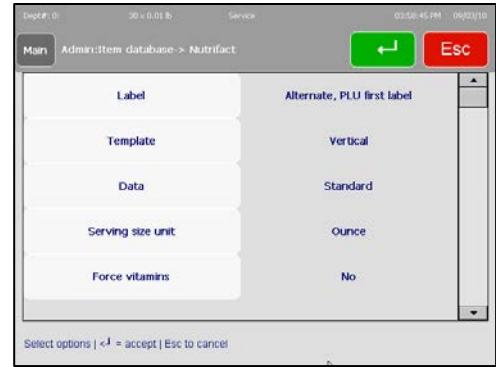 Dept#: 0 30 x 0.01 lb Service 03:58:45 PM 09/03/10
Main Admin:Item database-> Nutrifact Esc
Label Alternate, PLU first label
Template Vertical
Data Standard
Serving size unit Ounce
Force vitamins No
Select options | <┘ = accept | Esc to cancel